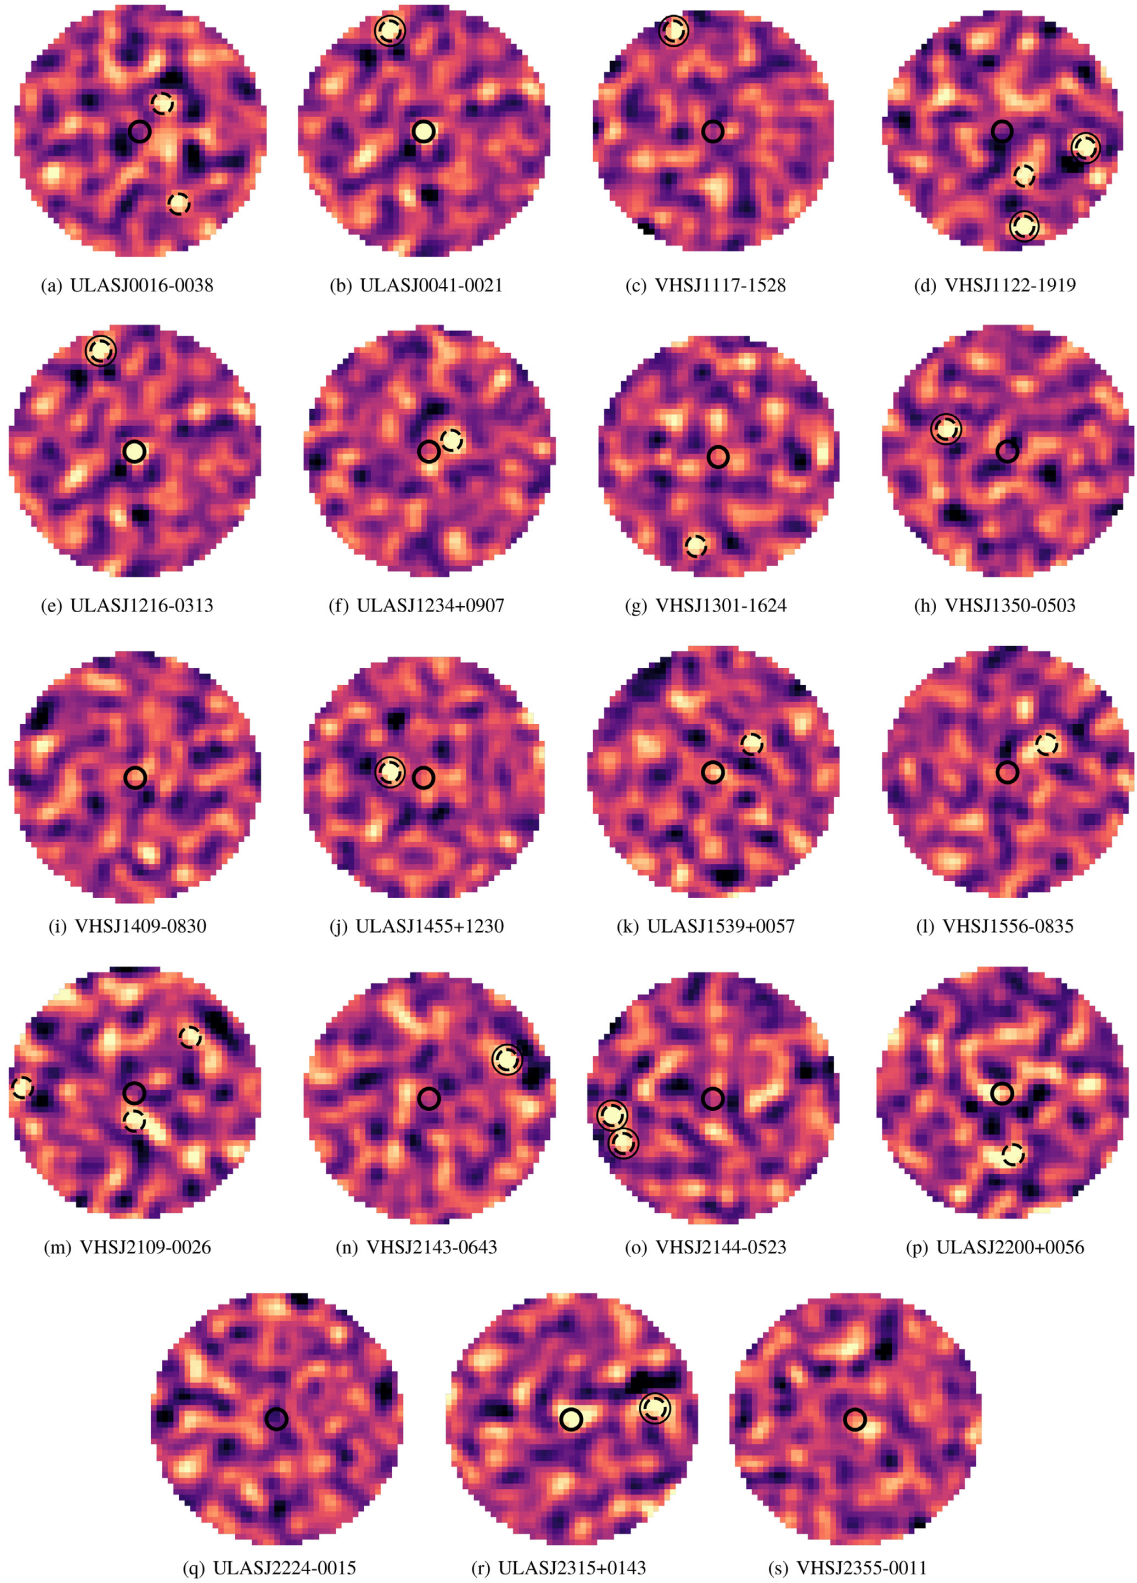 (a) ULASJ0016-0038
(b) ULASJ0041-0021
(c) VHSJ1117-1528
(d) VHSJ1122-1919
(e) ULASJ1216-0313
(f) ULASJ1234+0907
(g) VHSJ1301-1624
(h) VHSJ1350-0503
(i) VHSJ1409-0830
(j) ULASJ1455+1230
(k) ULASJ1539+0057
(l) VHSJ1556-0835
(m) VHSJ2109-0026
(n) VHSJ2143-0643
(o) VHSJ2144-0523
(p) ULASJ2200+0056
(q) ULASJ2224-0015
(r) ULASJ2315+0143
(s) VHSJ2355-0011